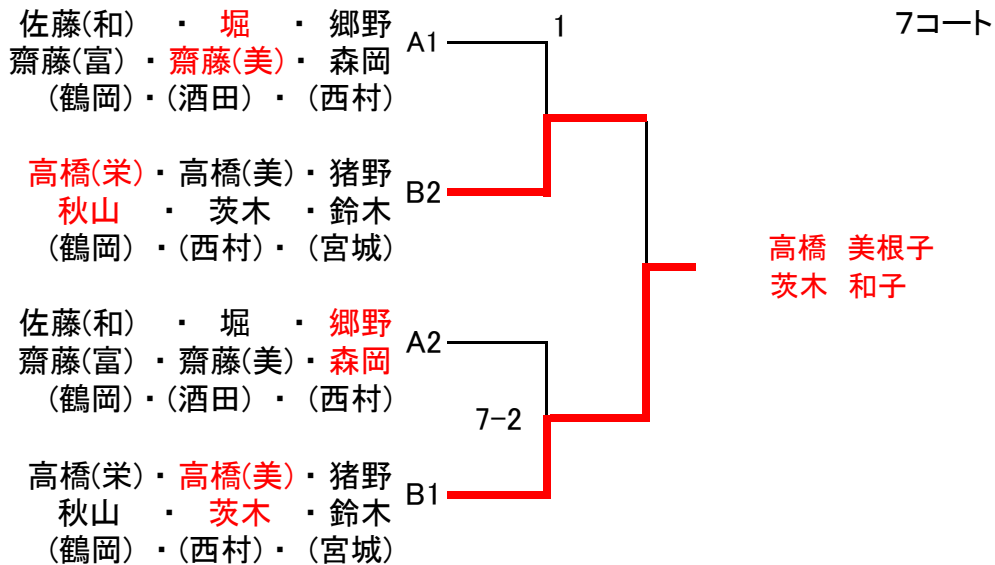 佐藤(和) ・ 堀 ・ 郷野
齋藤(富) ・ 齋藤(美) ・ 森岡
(鶴岡)・(酒田) ・ (西村)
A1
1
7コート
高橋(栄)・高橋(美)・猪野
秋山 ・ 茨木 ・鈴木
(鶴岡) ・(西村)・ (宮城)
B2
高橋 美根子
茨木 和子
佐藤(和) ・ 堀 ・ 郷野
齋藤(富) ・齋藤(美)・森岡
(鶴岡)・(酒田) ・ (西村)
A2
7-2
高橋(栄)・高橋(美)・猪野
秋山 ・ 茨木 ・鈴木
(鶴岡) ・(西村)・ (宮城)
B1